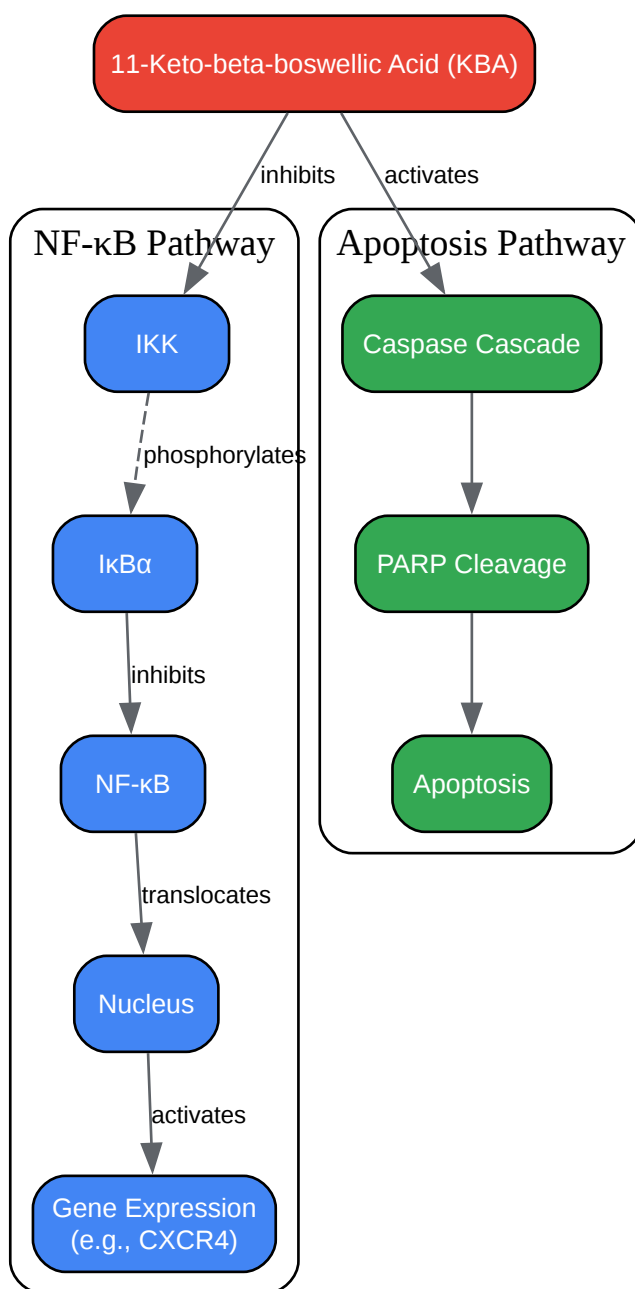 11-Keto-beta-boswellic Acid (KBA)
inhibits
activates
NF-κB Pathway
Apoptosis Pathway
IKK
Caspase Cascade
phosphorylates
IκBα
PARP Cleavage
inhibits
NF-κB
Apoptosis
translocates
Nucleus
activates
Gene Expression
(e.g., CXCR4)